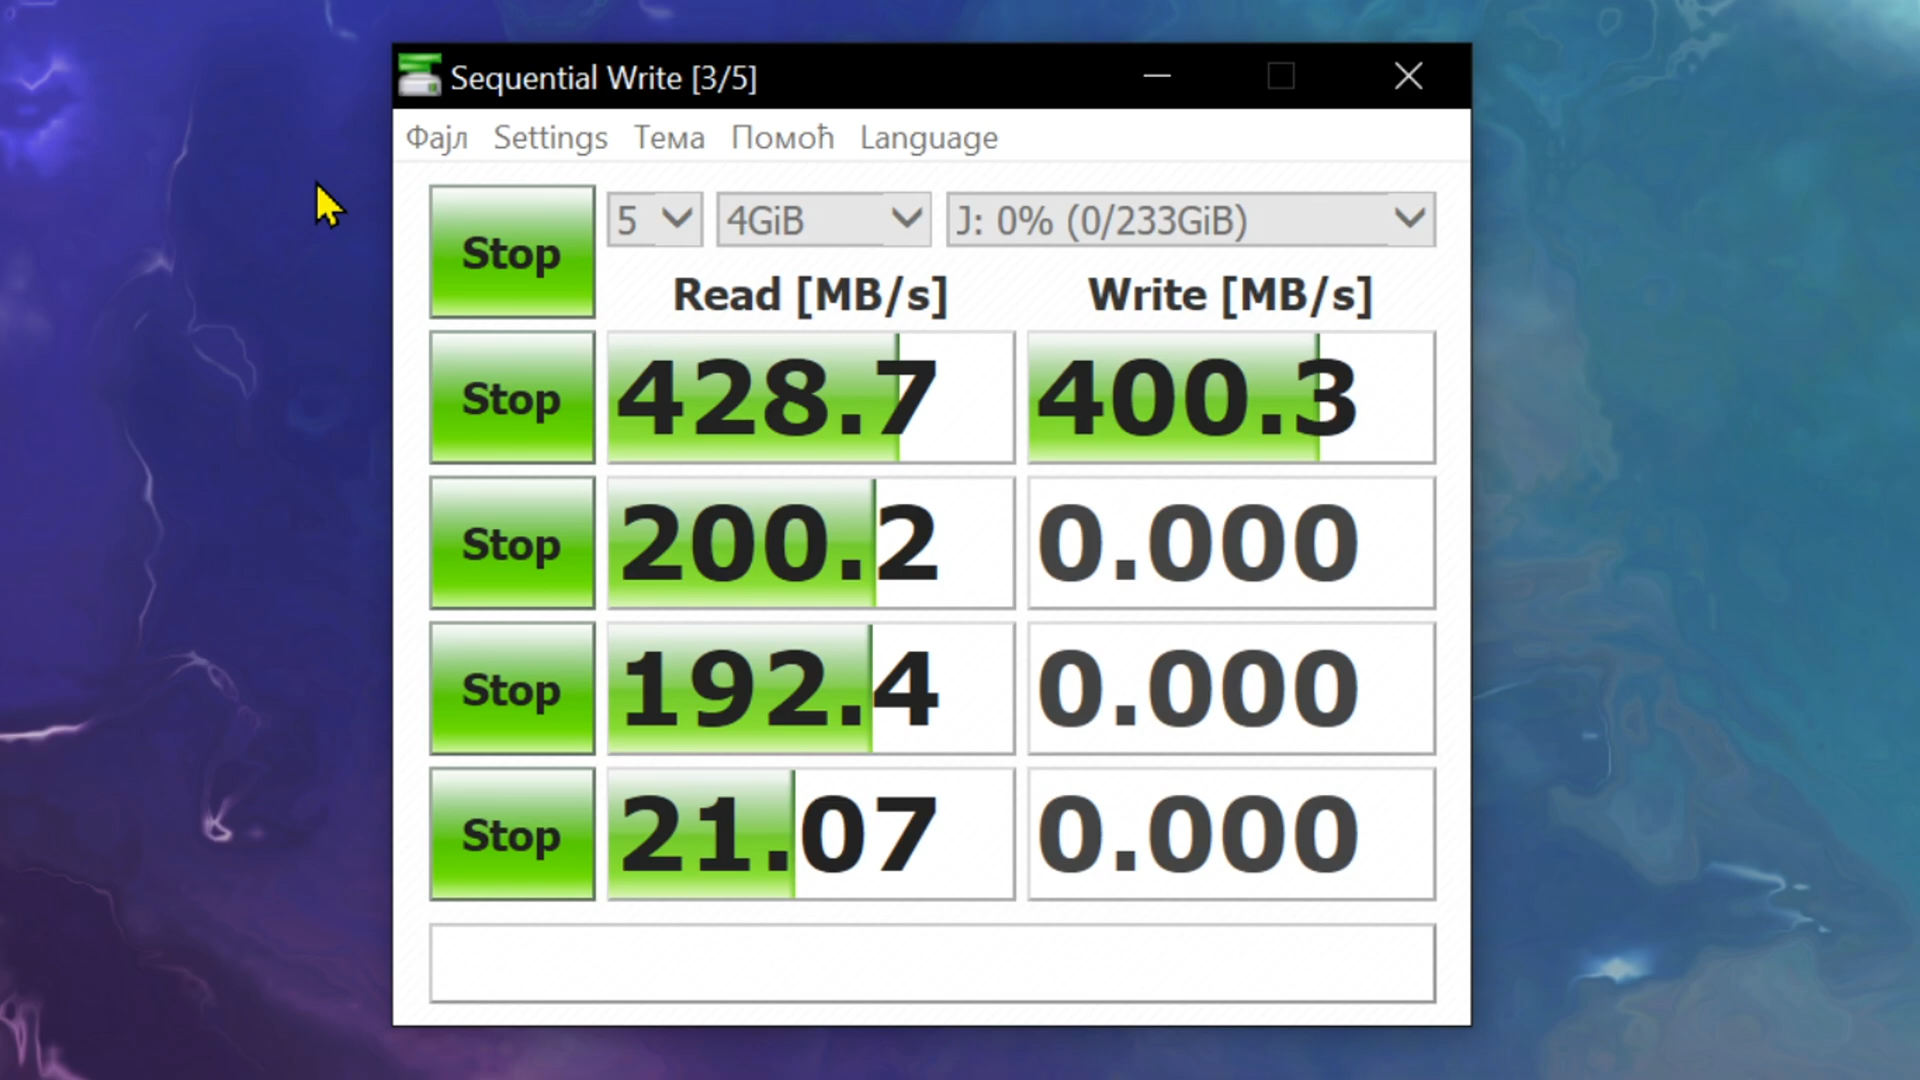 Sequential Write [3/5]
Фајл Settings Тема Помоћ Language
Stop 5 4GiB J: 0% (0/233GiB)
Read [MB/s] Write [MB/s]
Stop 428.7 400.3
Stop 200.2 0.000
Stop 192.4 0.000
Stop 21.07 0.000